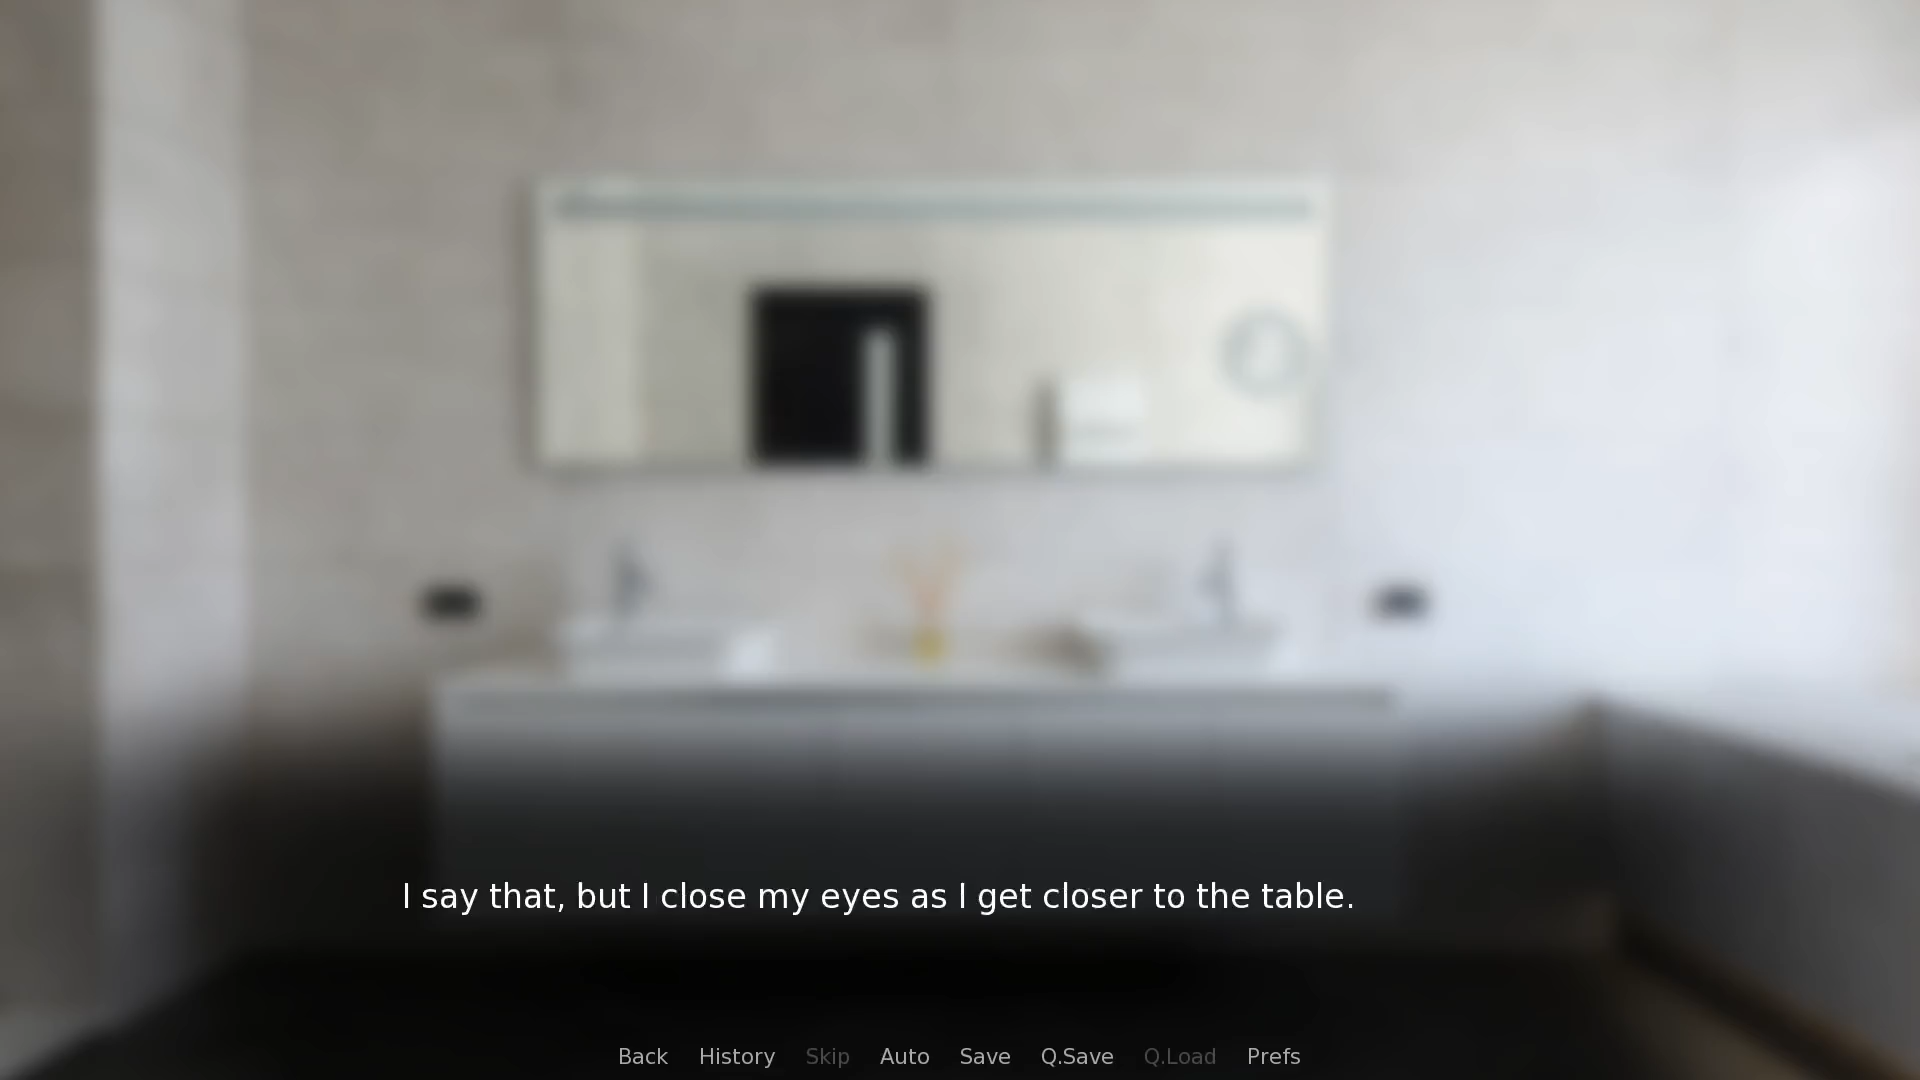 I say that, but I close my eyes as I get closer to the table.
Back History Skip Auto Save Q.Save Q.Load Prefs